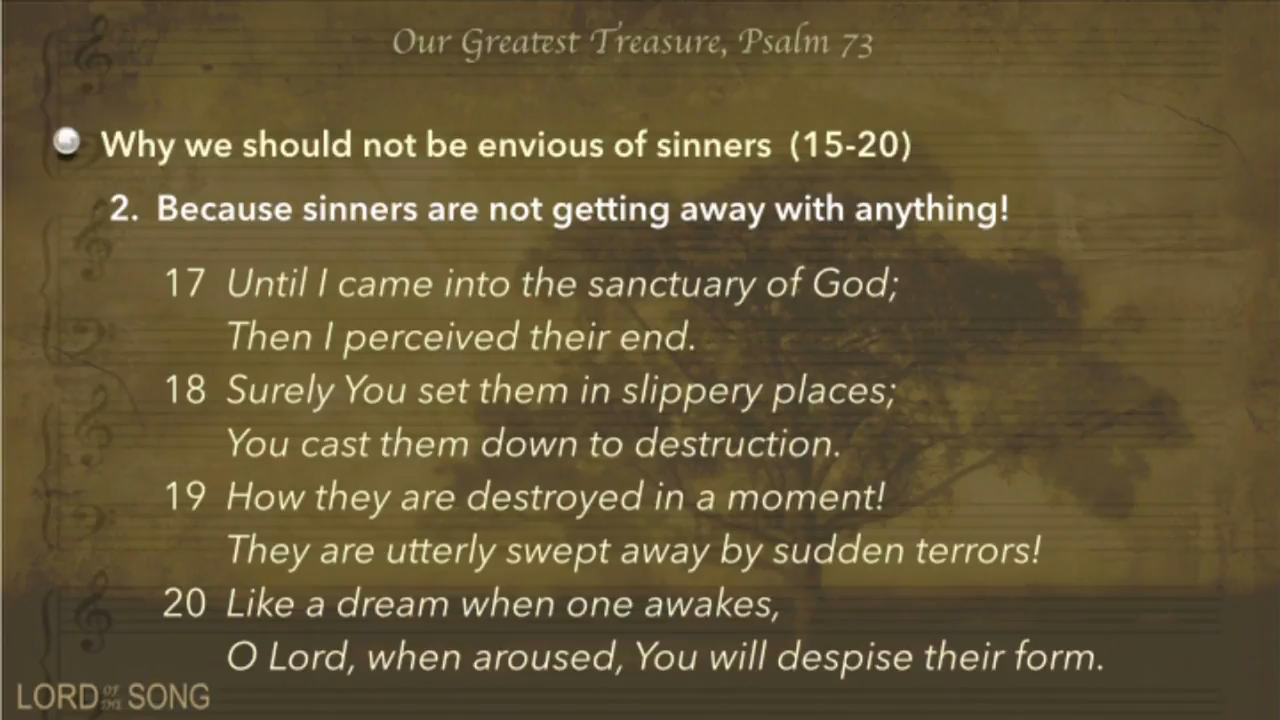 Our Greatest Treasure, Psalm 73
Why we should not be envious of sinners (15-20)
2. Because sinners are not getting away with anything!
17 Until I came into the sanctuary of God;
Then I perceived their end.
18 Surely You set them in slippery places;
You cast them down to destruction.
19 How they are destroyed in a moment!
They are utterly swept away by sudden terrors!
20 Like a dream when one awakes,
O Lord, when aroused, You will despise their form.
LORD OF THE SONG